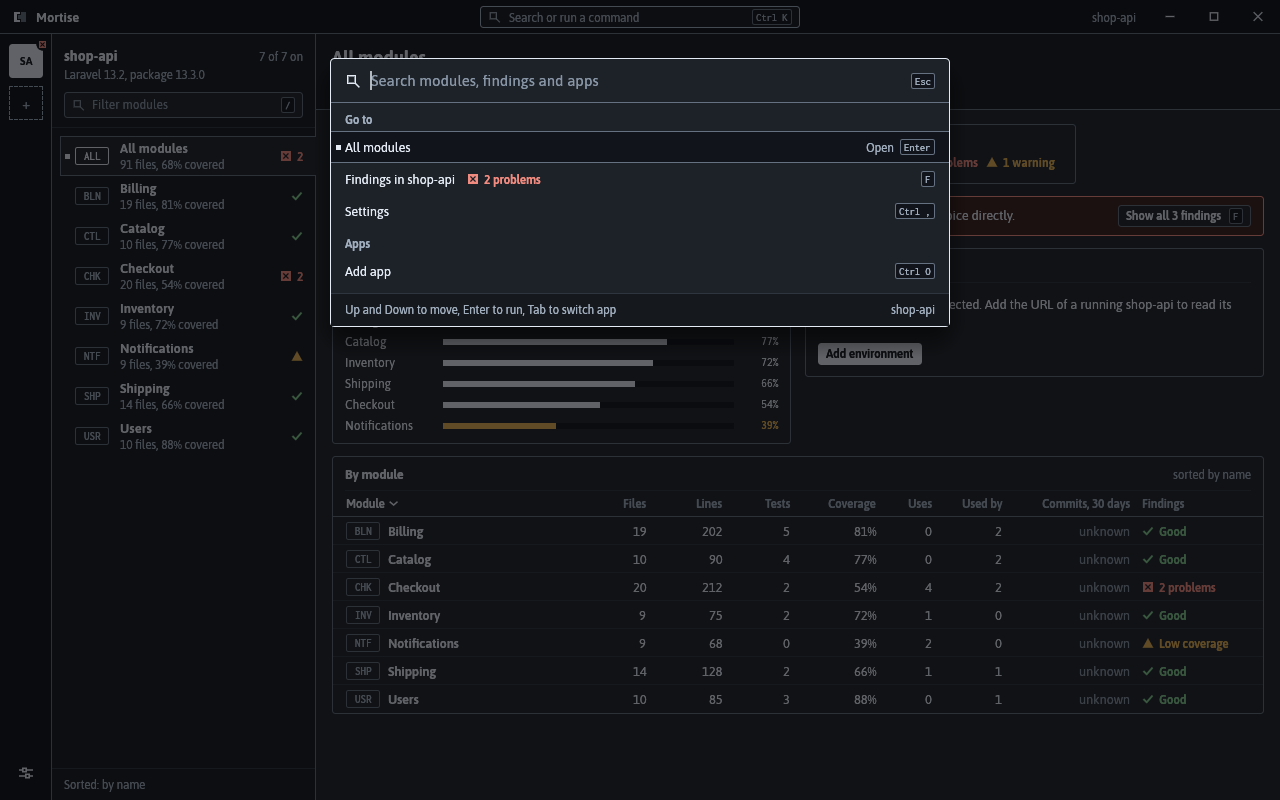 Mortise
Search or run a command
Ctrl K
shop-api
SA
+
shop-api
7 of 7 on
Laravel 13.2, package 13.3.0
Filter modules
/
ALL
All modules
91 files, 68% covered
2
BLN
Billing
19 files, 81% covered
CTL
Catalog
10 files, 77% covered
CHK
Checkout
20 files, 54% covered
2
INV
Inventory
9 files, 72% covered
NTF
Notifications
9 files, 39% covered
SHP
Shipping
14 files, 66% covered
USR
Users
10 files, 88% covered
Sorted: by name
All modules
Search modules, findings and apps
Esc
Go to
All modules
Open
Enter
Findings in shop-api
2 problems
F
Settings
Ctrl ,
Apps
Add app
Ctrl O
Up and Down to move, Enter to run, Tab to switch app
shop-api
1 warning
directly.
Show all 3 findings
F
Add the URL of a running shop-api to read its
Add environment
Catalog
77%
Inventory
72%
Shipping
66%
Checkout
54%
Notifications
39%
By module
sorted by name
Module Files Lines Tests Coverage Uses Used by Commits, 30 days Findings
BLN Billing 19 202 5 81% 0 2 unknown Good
CTL Catalog 10 90 4 77% 0 2 unknown Good
CHK Checkout 20 212 2 54% 4 2 unknown 2 problems
INV Inventory 9 75 2 72% 1 0 unknown Good
NTF Notifications 9 68 0 39% 2 0 unknown Low coverage
SHP Shipping 14 128 2 66% 1 1 unknown Good
USR Users 10 85 3 88% 0 1 unknown Good